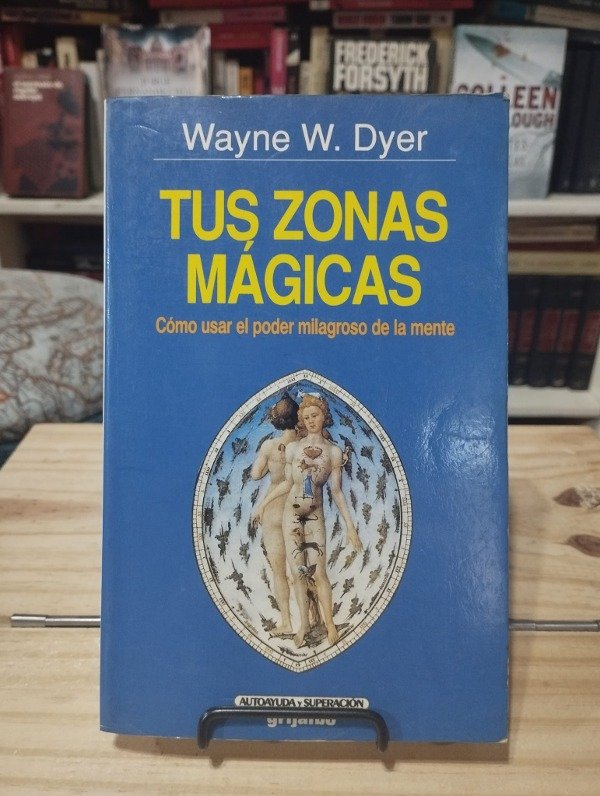 FREDERICK
FORSYTH
COLLEEN
Wayne W. Dyer
TUS ZONAS
MÁGICAS
Cómo usar el poder milagroso de la mente
AUTOAYUDA Y SUPERACIÓN
grijalbo